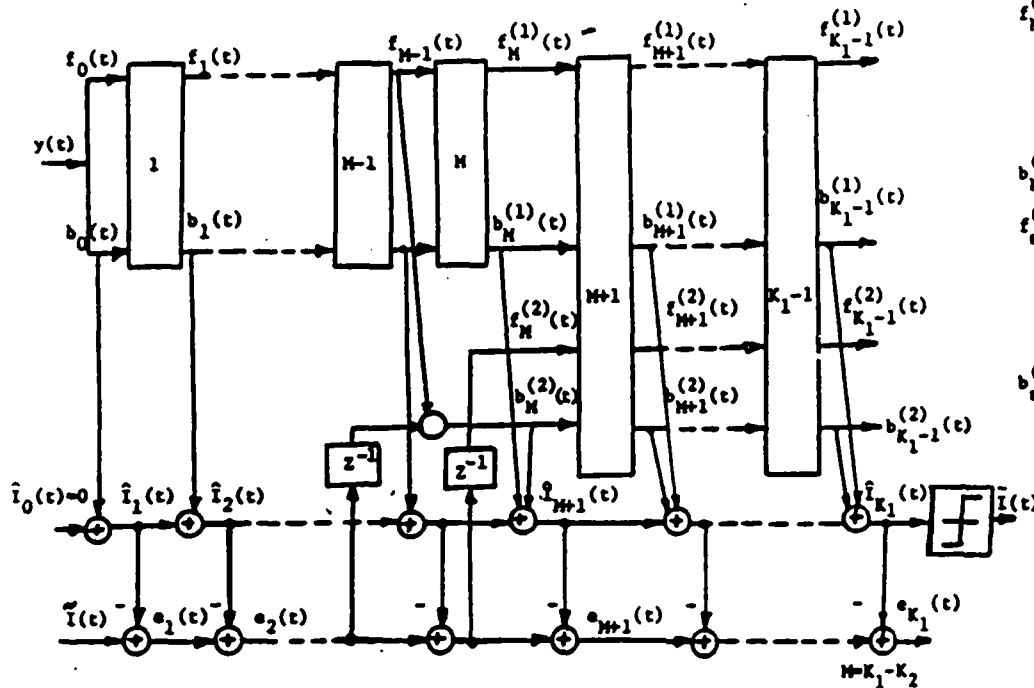 f_0(t) f_1(t) f_{M-1}(t) f_M^{(1)}(t) f_{M+1}^{(1)}(t) f_{K_1-1}^{(1)}(t)
y(t) 1 M-1 M
b_0(t) b_1(t) b_M^{(1)}(t) b_{M+1}^{(1)}(t) b_{K_1-1}^{(1)}(t)
M+1 K_1-1
f_M^{(2)}(t) f_{M+1}^{(2)}(t) f_{K_1-1}^{(2)}(t)
b_M^{(2)}(t) b_{M+1}^{(2)}(t) b_{K_1-1}^{(2)}(t)
z^{-1} z^{-1}
Î_0(t)=0 Î_1(t) Î_2(t) Î_{M+1}(t) Î_{K_1}(t) Ĩ(t)
+ + + + + +
Ĩ(t) - e_1(t) - e_2(t) - - e_{M+1}(t) - - e_{K_1}(t)
+ + + + + +
M=K_1-K_2